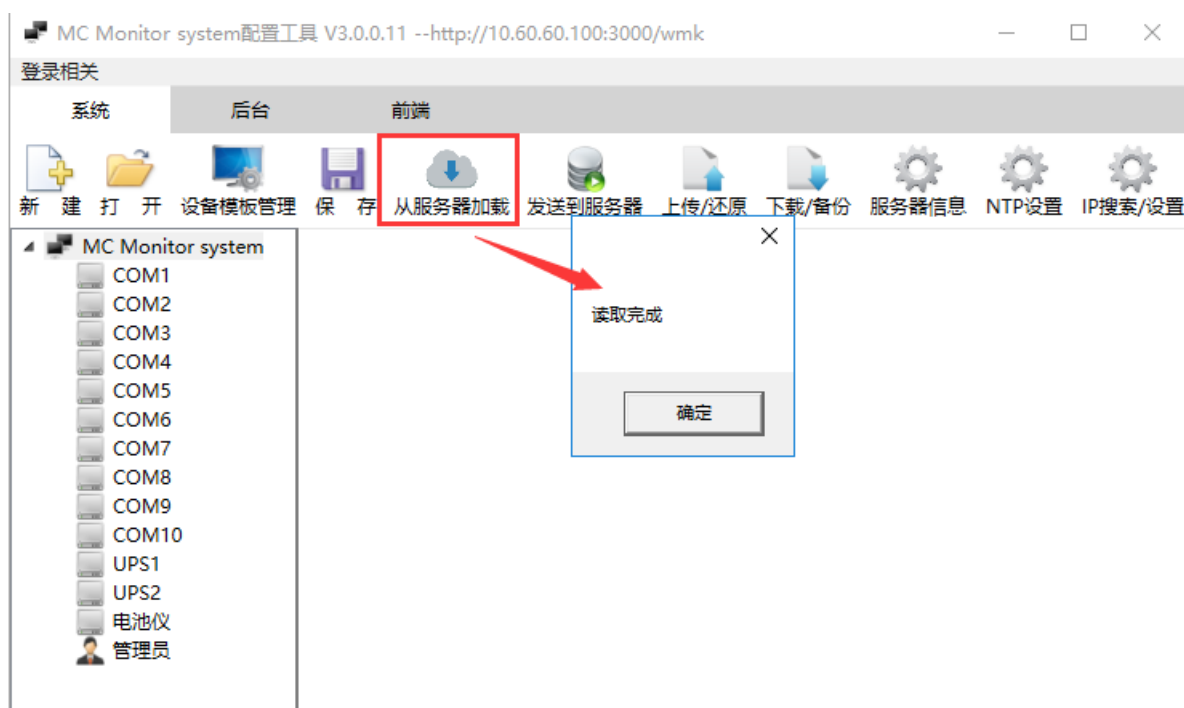 MC Monitor system配置工具 V3.0.0.11 --http://10.60.60.100:3000/wmk
登录相关
系统 后台 前端
新 建 打 开 设备模板管理 保 存 从服务器加载 发送到服务器 上传/还原 下载/备份 服务器信息 NTP设置 IP搜索/设置
MC Monitor system
COM1
COM2
COM3
COM4
COM5
COM6
COM7
COM8
COM9
COM10
UPS1
UPS2
电池仪
管理员
读取完成
确定